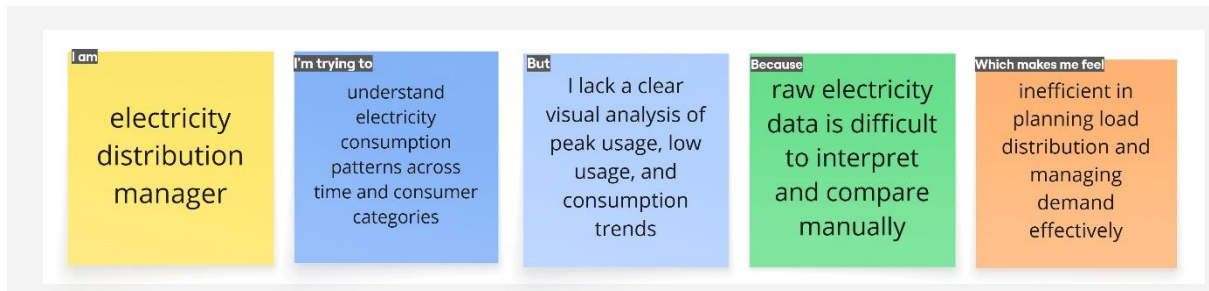 I am
electricity
distribution
manager
I'm trying to
understand
electricity
consumption
patterns across
time and consumer
categories
But
I lack a clear
visual analysis of
peak usage, low
usage, and
consumption
trends
Because
raw electricity
data is difficult
to interpret
and compare
manually
Which makes me feel
inefficient in
planning load
distribution and
managing
demand
effectively